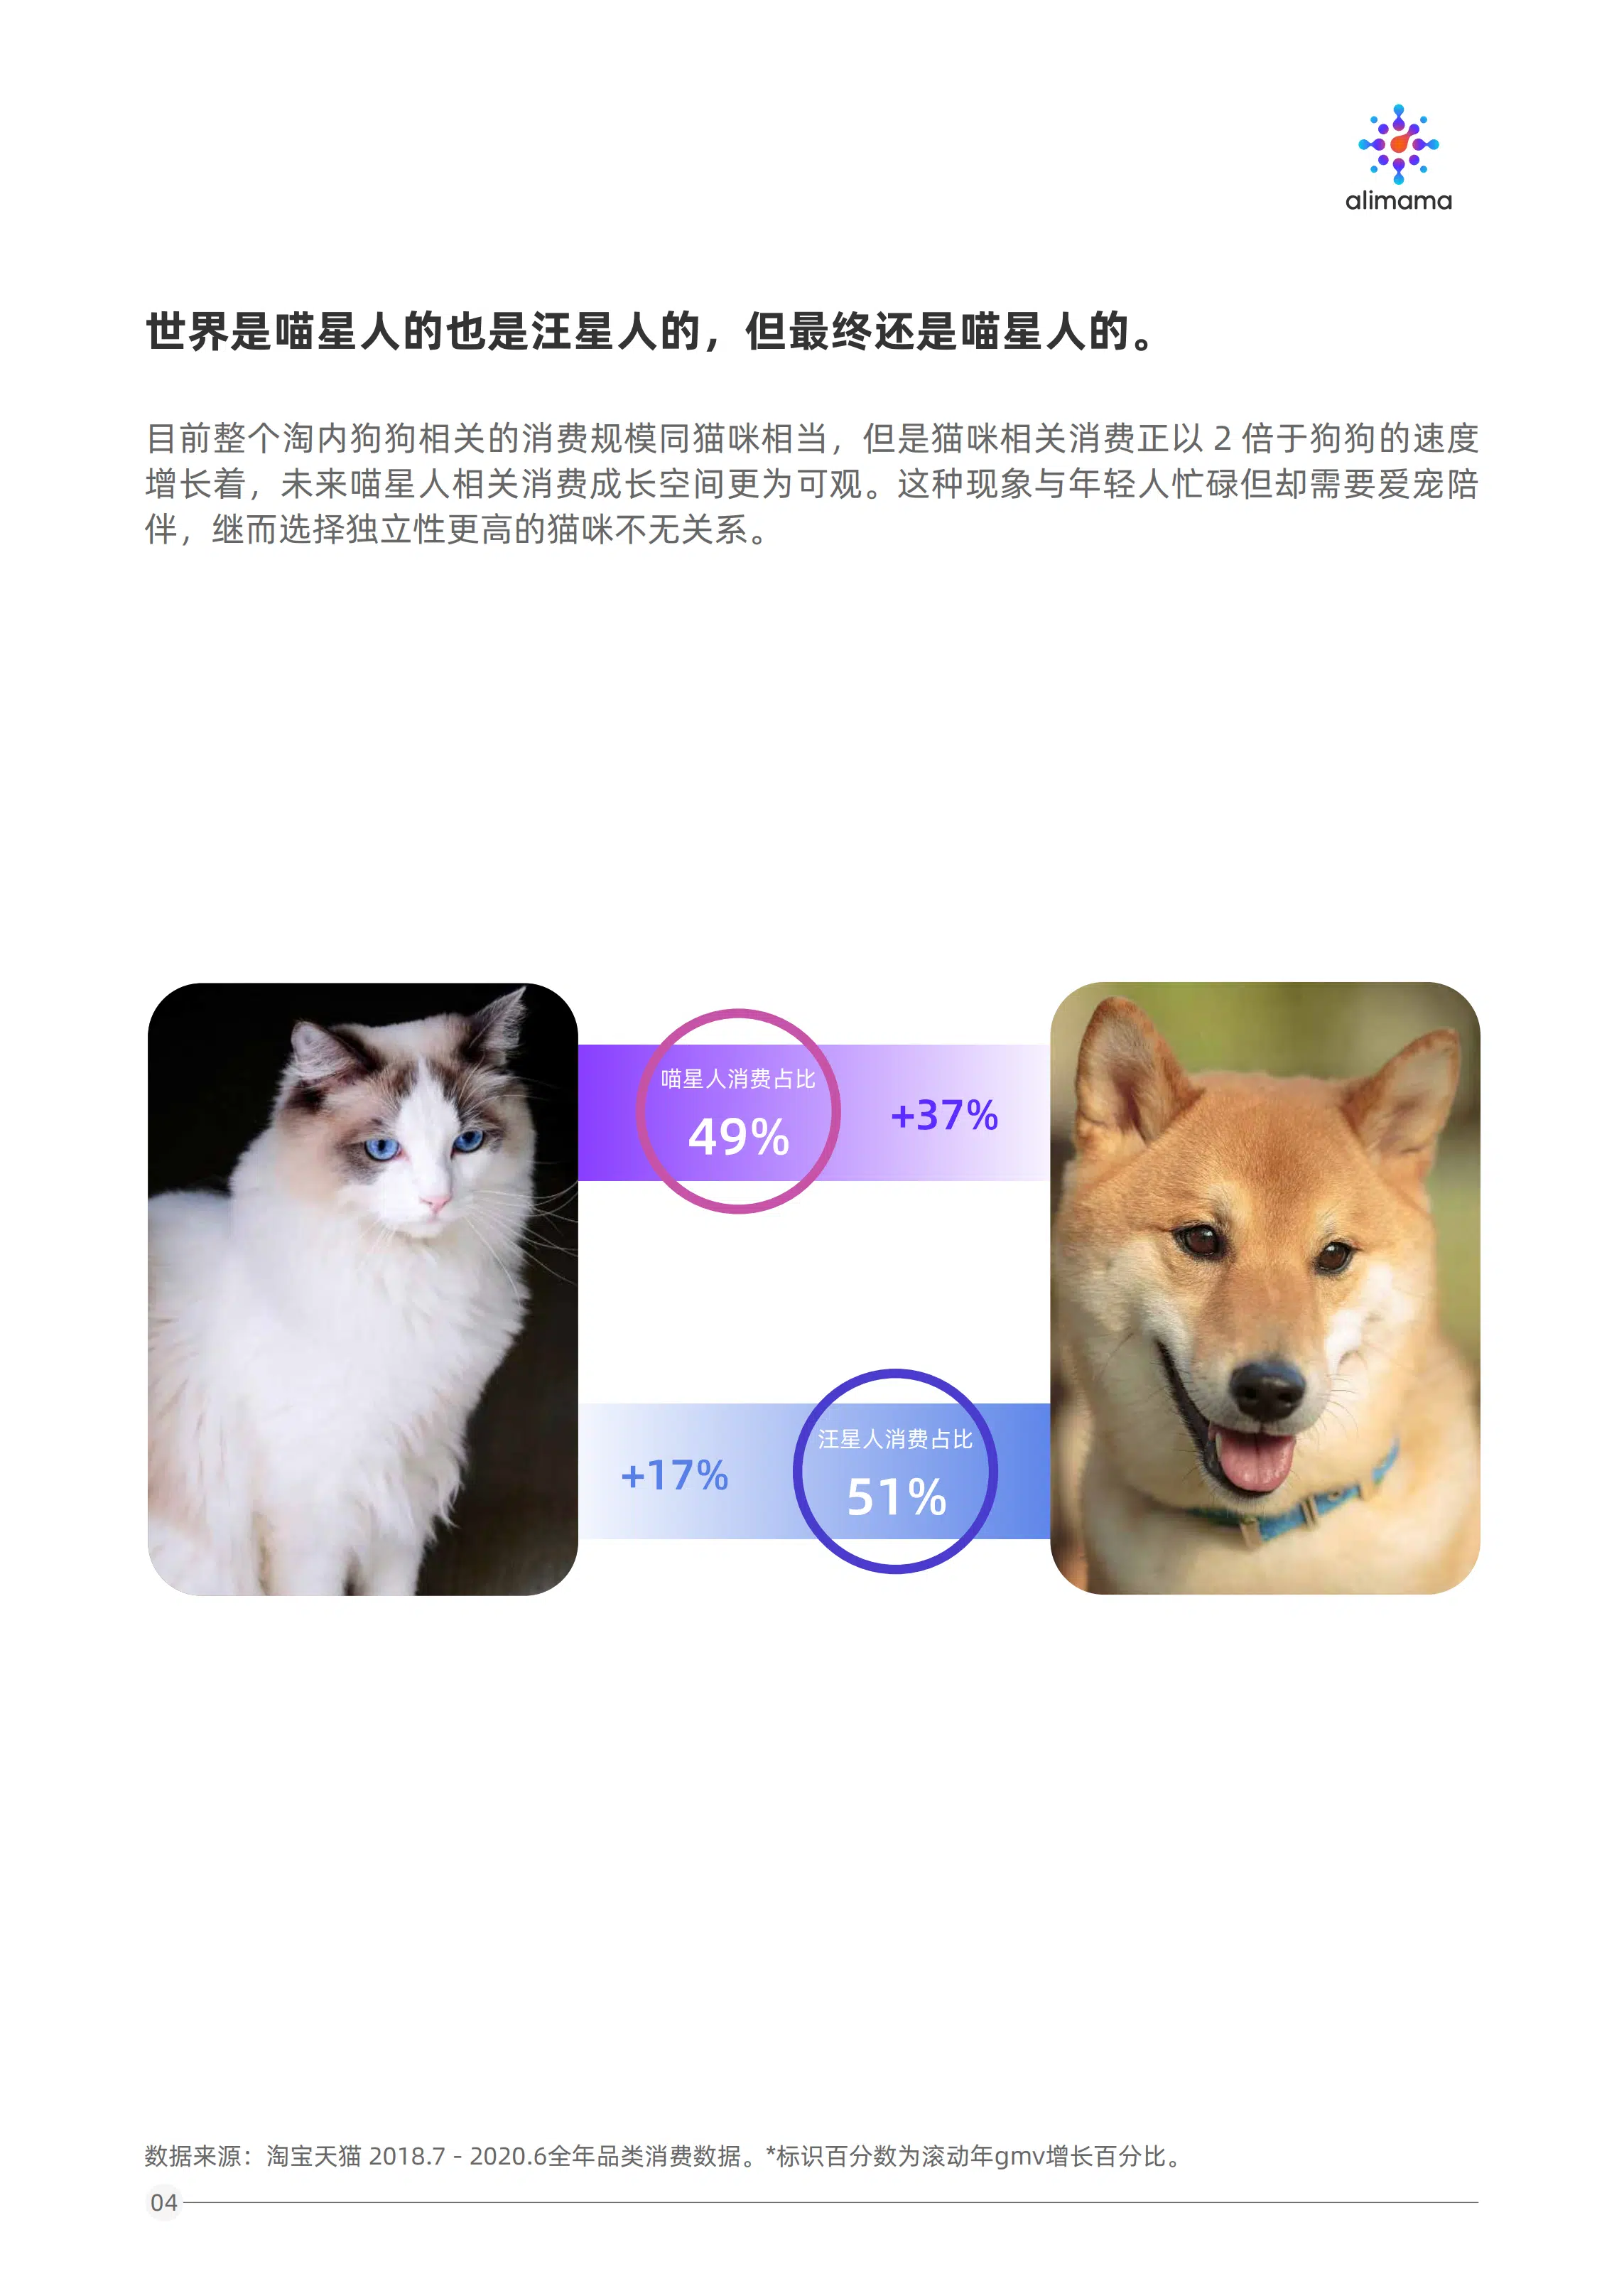 alimama
世界是喵星人的也是汪星人的，但最终还是喵星人的。
目前整个淘内狗狗相关的消费规模同猫咪相当，但是猫咪相关消费正以 2 倍于狗狗的速度
增长着，未来喵星人相关消费成长空间更为可观。这种现象与年轻人忙碌但却需要爱宠陪
伴，继而选择独立性更高的猫咪不无关系。
喵星人消费占比
49%
+37%
汪星人消费占比
+17%
51%
数据来源：淘宝天猫 2018.7 - 2020.6全年品类消费数据。*标识百分数为滚动年gmv增长百分比。
04